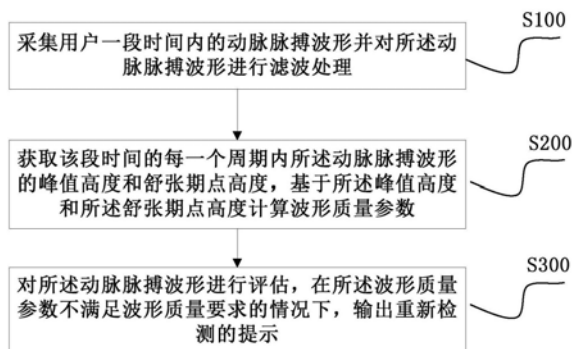 采集用户一段时间内的动脉脉搏波形并对所述动
脉脉搏波形进行滤波处理
S100
获取该段时间的每一个周期内所述动脉脉搏波形
的峰值高度和舒张期点高度，基于所述峰值高度
和所述舒张期点高度计算波形质量参数
S200
对所述动脉脉搏波形进行评估，在所述波形质量
参数不满足波形质量要求的情况下，输出重新检
测的提示
S300